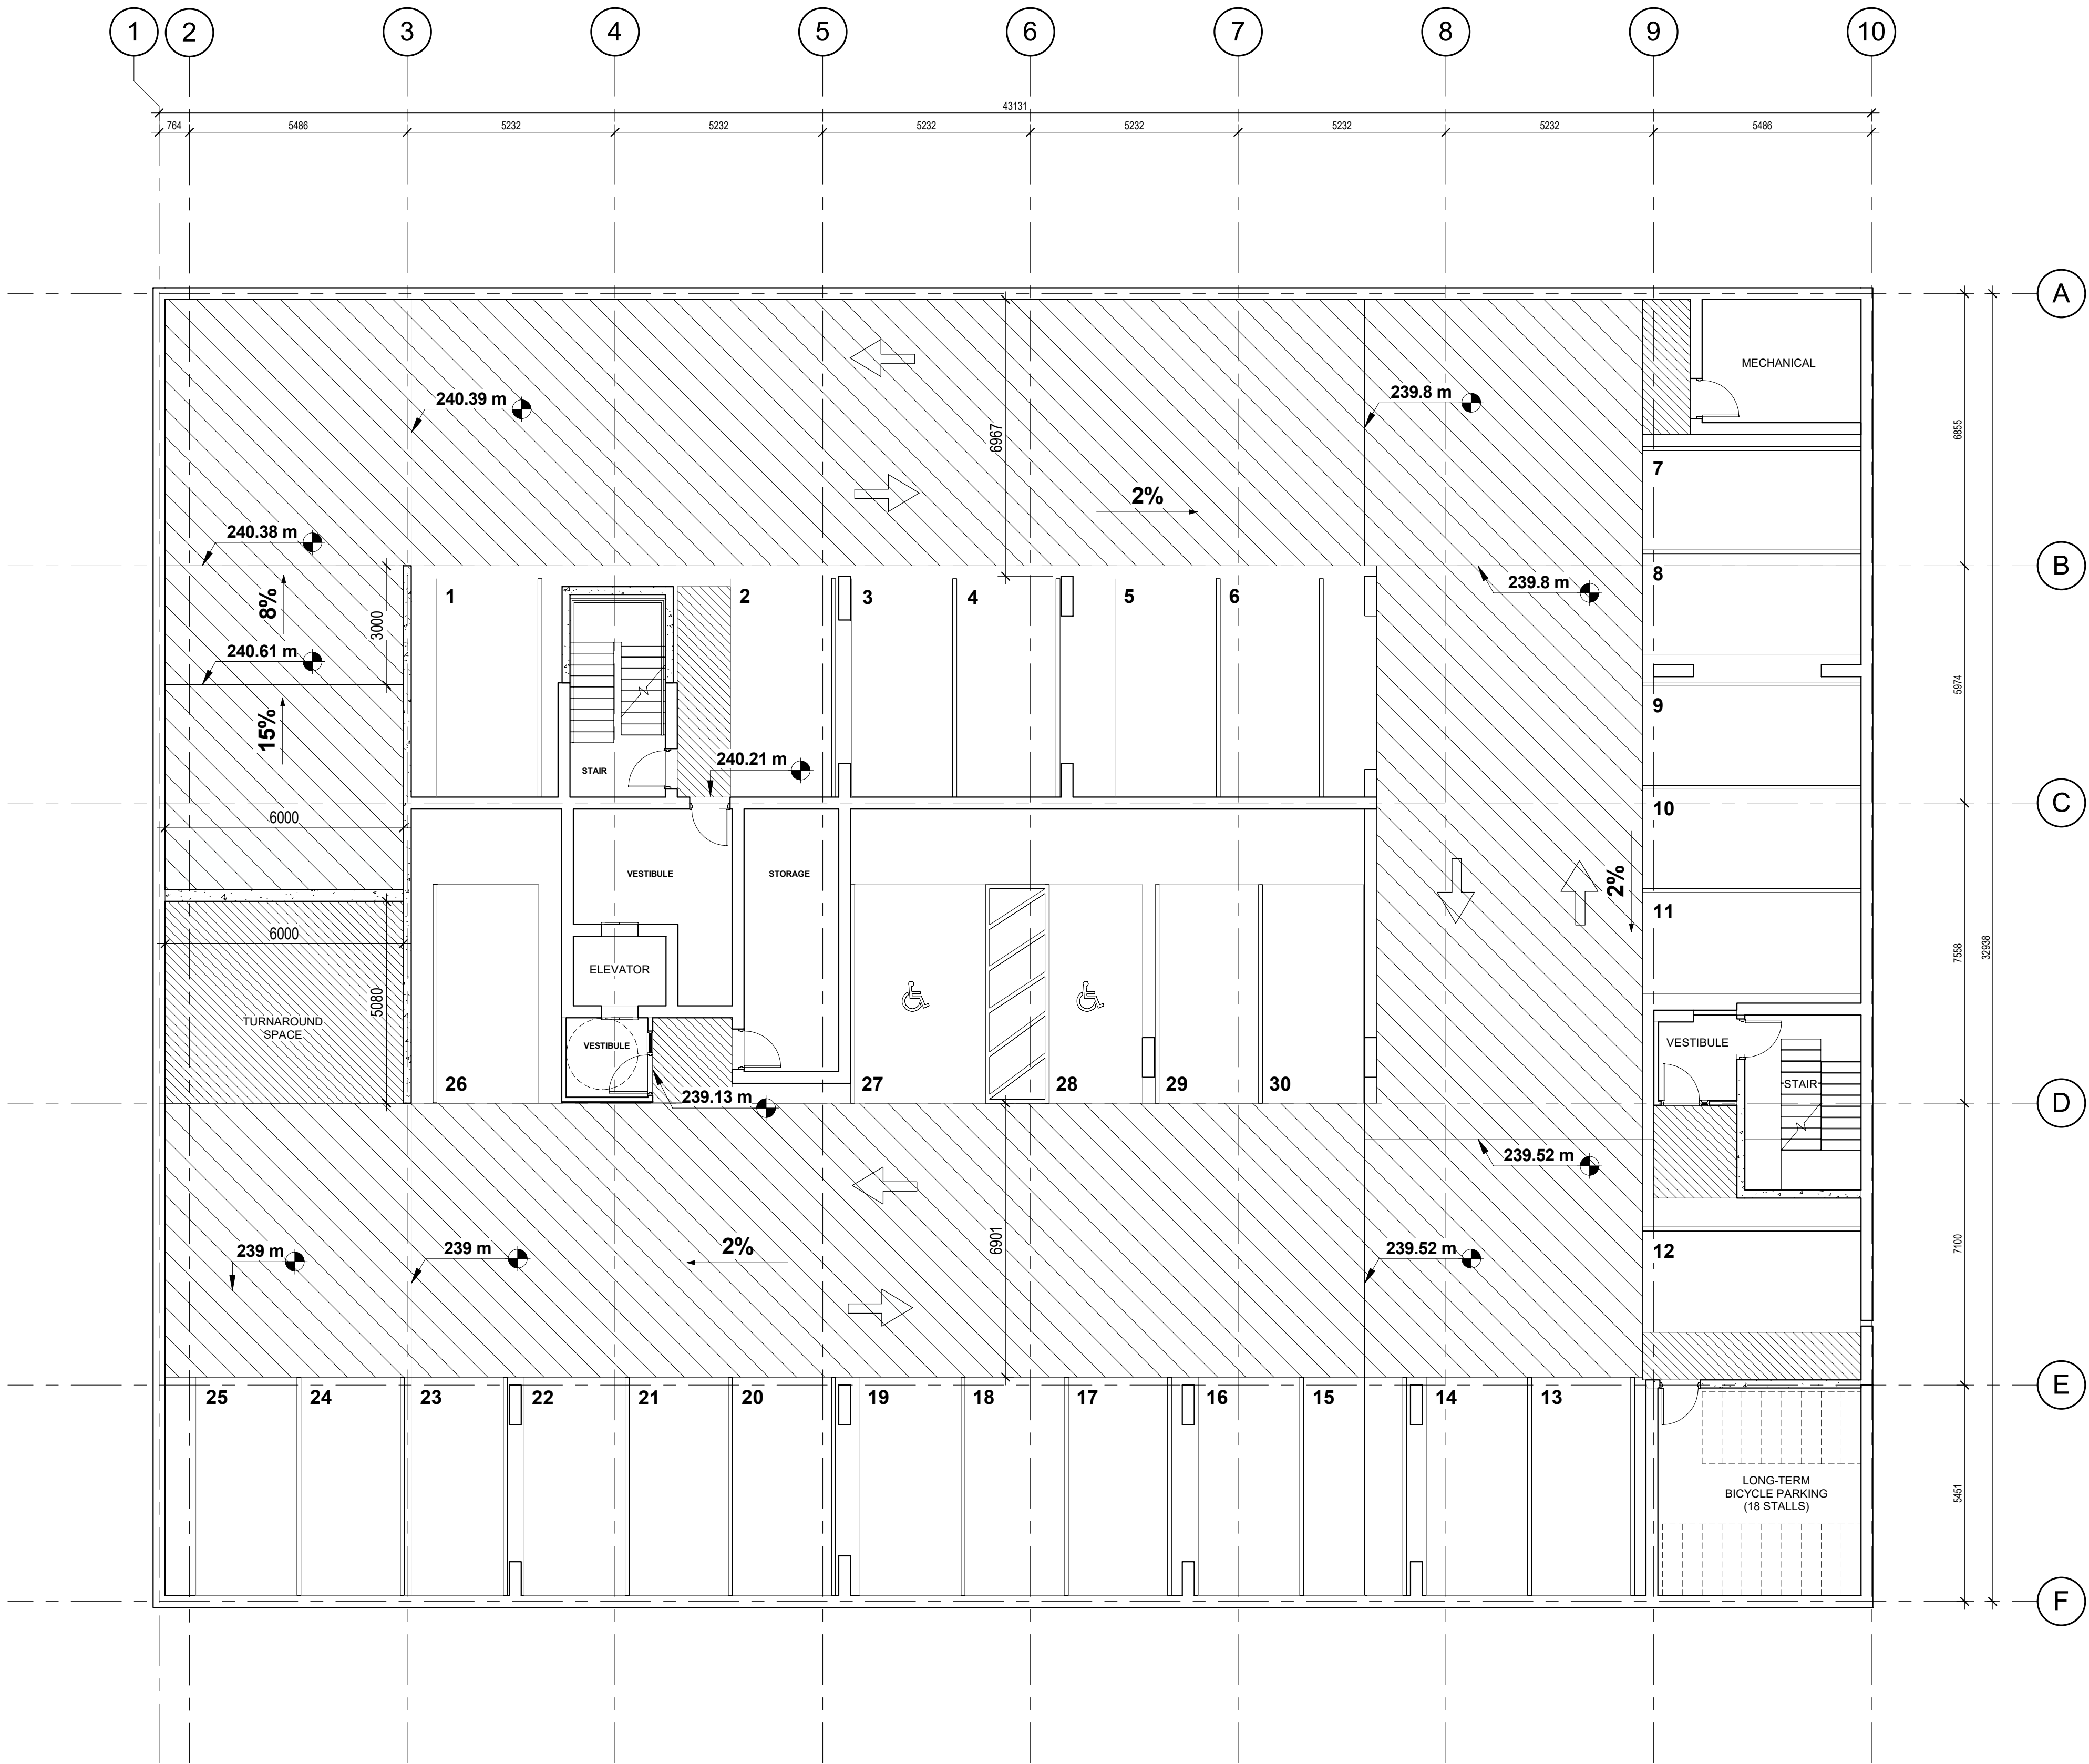 1 2 3 4 5 6 7 8 9 10
43131
764 5486 5232 5232 5232 5232 5232 5232 5486
A
MECHANICAL
240.39 m 239.8 m
6967
6855
7
2%
240.38 m
B
8
239.8 m
8%
3000
1 2 3 4 5 6
240.61 m
5974
9
15%
240.21 m
STAIR
C
10
6000
VESTIBULE STORAGE
2%
11
6000
7558
32938
ELEVATOR
5080
TURNAROUND
SPACE
VESTIBULE
VESTIBULE
26 27 28 29 30
STAIR
239.13 m
D
239.52 m
6901
2%
239 m 239 m 239.52 m
12
7100
E
25 24 23 22 21 20 19 18 17 16 15 14 13
LONG-TERM
BICYCLE PARKING
(18 STALLS)
5451
F